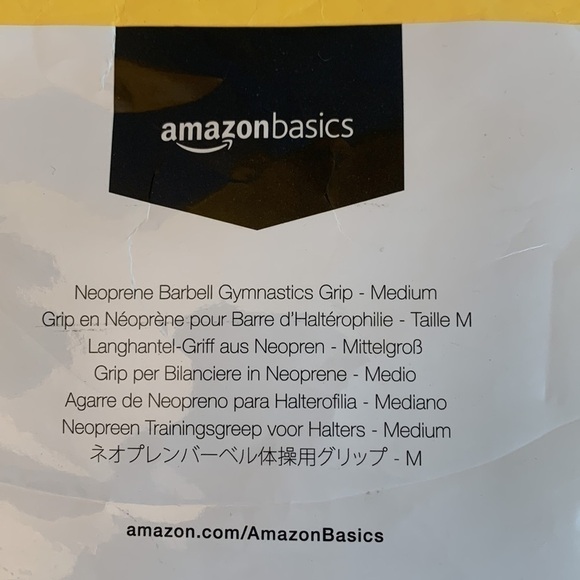 amazonbasics
Neoprene Barbell Gymnastics Grip - Medium
Grip en Néoprène pour Barre d'Haltérophilie - Taille M
Langhantel-Griff aus Neopren - Mittelgroß
Grip per Bilanciere in Neoprene - Medio
Agarre de Neopreno para Halterofilia - Mediano
Neopreen Trainingsgreep voor Halters - Medium
ネオプレンバーベル体操用グリップ - M
amazon.com/AmazonBasics